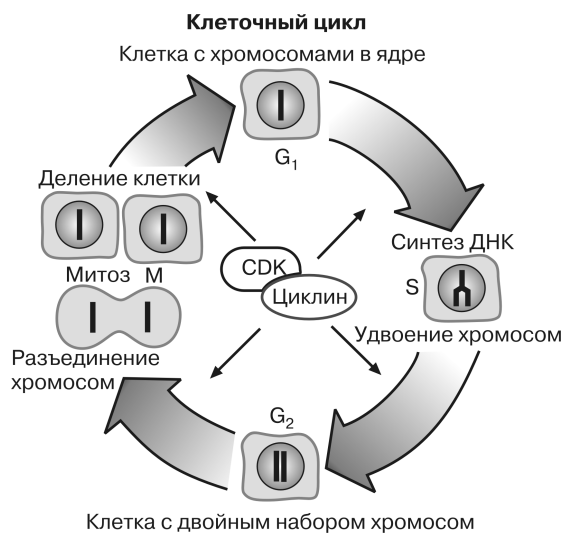 Клеточный цикл
Клетка с хромосомами в ядре
G₁
Деление клетки
Синтез ДНК
CDK
Циклин
S
Митоз М
Удвоение хромосом
Разъединение
хромосом
G₂
Клетка с двойным набором хромосом